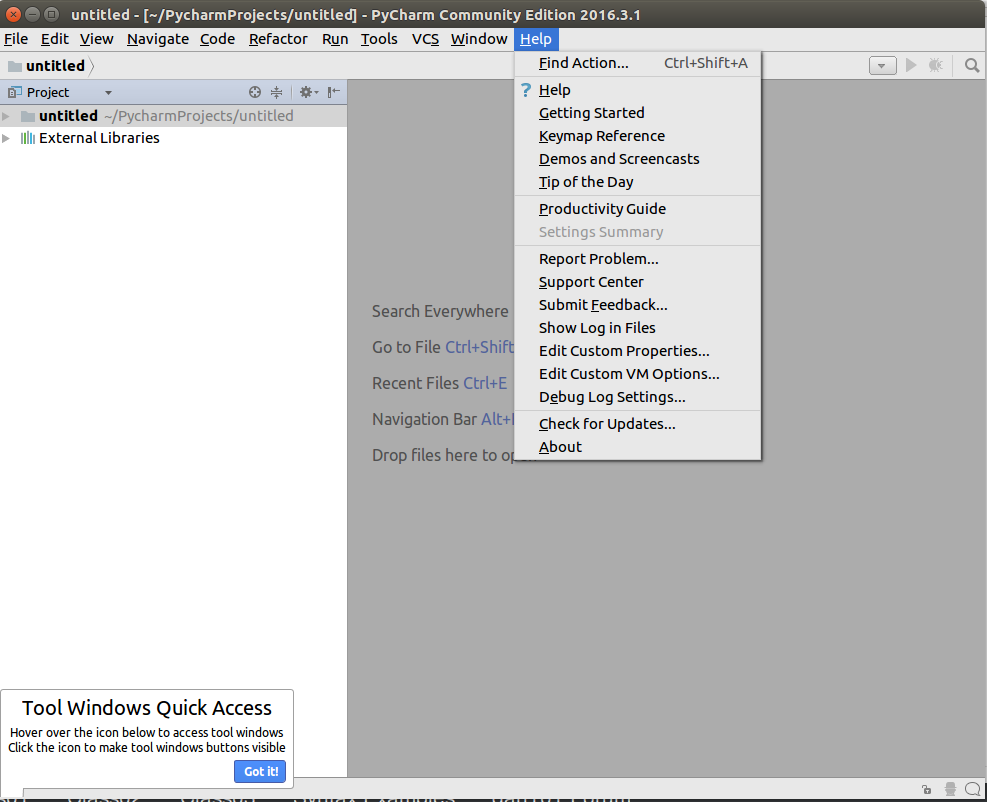 untitled - [~/PycharmProjects/untitled] - PyCharm Community Edition 2016.3.1
File Edit View Navigate Code Refactor Run Tools VCS Window Help
untitled
Project
untitled ~/PycharmProjects/untitled
External Libraries
Find Action... Ctrl+Shift+A
? Help
Getting Started
Keymap Reference
Demos and Screencasts
Tip of the Day
Productivity Guide
Settings Summary
Report Problem...
Support Center
Submit Feedback...
Show Log in Files
Edit Custom Properties...
Edit Custom VM Options...
Debug Log Settings...
Check for Updates...
About
Search Everywhere
Go to File Ctrl+Shift
Recent Files Ctrl+E
Navigation Bar Alt+
Drop files here to open
Tool Windows Quick Access
Hover over the icon below to access tool windows
Click the icon to make tool windows buttons visible
Got it!